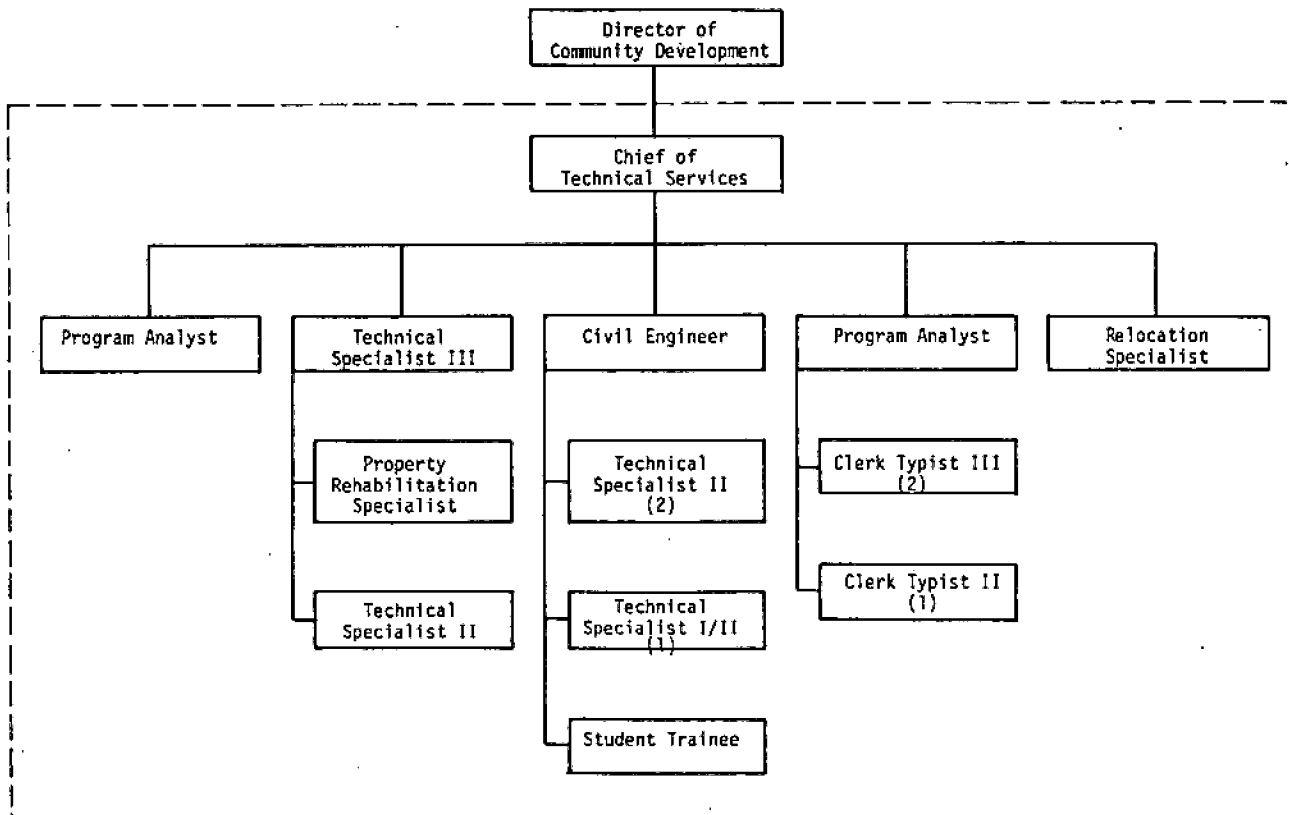 Director of
Community Development
Chief of
Technical Services
Program Analyst
Technical
Specialist III
Civil Engineer
Program Analyst
Relocation
Specialist
Property
Rehabilitation
Specialist
Technical
Specialist II
(2)
Clerk Typist III
(2)
Technical
Specialist II
Technical
Specialist I/II
(1)
Clerk Typist II
(1)
Student Trainee